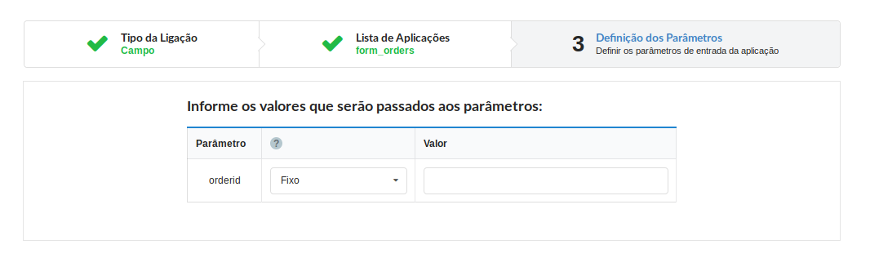 Tipo da Ligação
Campo
Lista de Aplicações
form_orders
3
Definição dos Parâmetros
Definir os parâmetros de entrada da aplicação
Informe os valores que serão passados aos parâmetros:
Parâmetro ? Valor
orderid Fixo